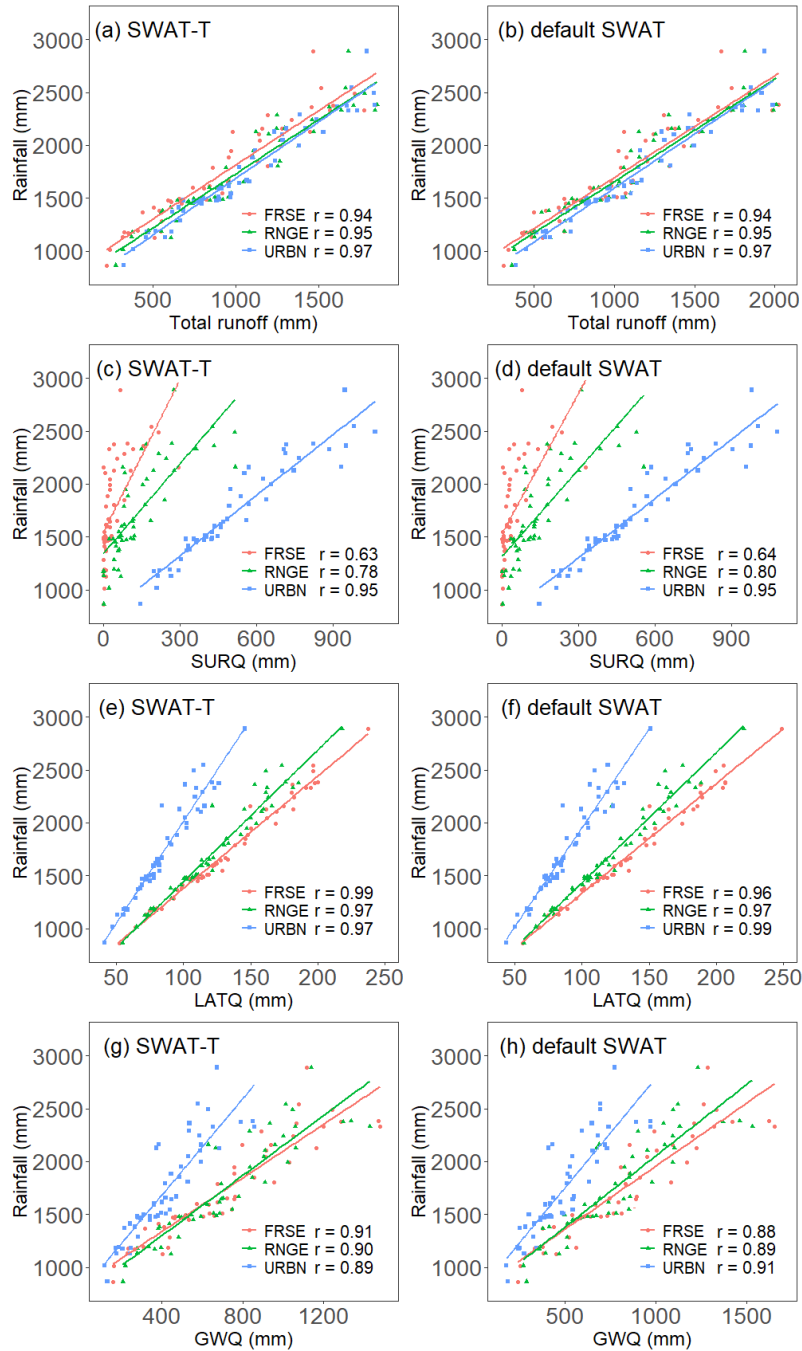 (a) SWAT-T
Rainfall (mm)
3000
2500
2000
1500
1000
FRSE r = 0.94
RNGE r = 0.95
URBN r = 0.97
500 1000 1500
Total runoff (mm)
(b) default SWAT
Rainfall (mm)
3000
2500
2000
1500
1000
FRSE r = 0.94
RNGE r = 0.95
URBN r = 0.97
500 1000 1500 2000
Total runoff (mm)
(c) SWAT-T
Rainfall (mm)
3000
2500
2000
1500
1000
FRSE r = 0.63
RNGE r = 0.78
URBN r = 0.95
0 300 600 900
SURQ (mm)
(d) default SWAT
Rainfall (mm)
3000
2500
2000
1500
1000
FRSE r = 0.64
RNGE r = 0.80
URBN r = 0.95
0 300 600 900
SURQ (mm)
(e) SWAT-T
Rainfall (mm)
3000
2500
2000
1500
1000
FRSE r = 0.99
RNGE r = 0.97
URBN r = 0.97
50 100 150 200 250
LATQ (mm)
(f) default SWAT
Rainfall (mm)
3000
2500
2000
1500
1000
FRSE r = 0.96
RNGE r = 0.97
URBN r = 0.99
50 100 150 200 250
LATQ (mm)
(g) SWAT-T
Rainfall (mm)
3000
2500
2000
1500
1000
FRSE r = 0.91
RNGE r = 0.90
URBN r = 0.89
400 800 1200
GWQ (mm)
(h) default SWAT
Rainfall (mm)
3000
2500
2000
1500
1000
FRSE r = 0.88
RNGE r = 0.89
URBN r = 0.91
500 1000 1500
GWQ (mm)